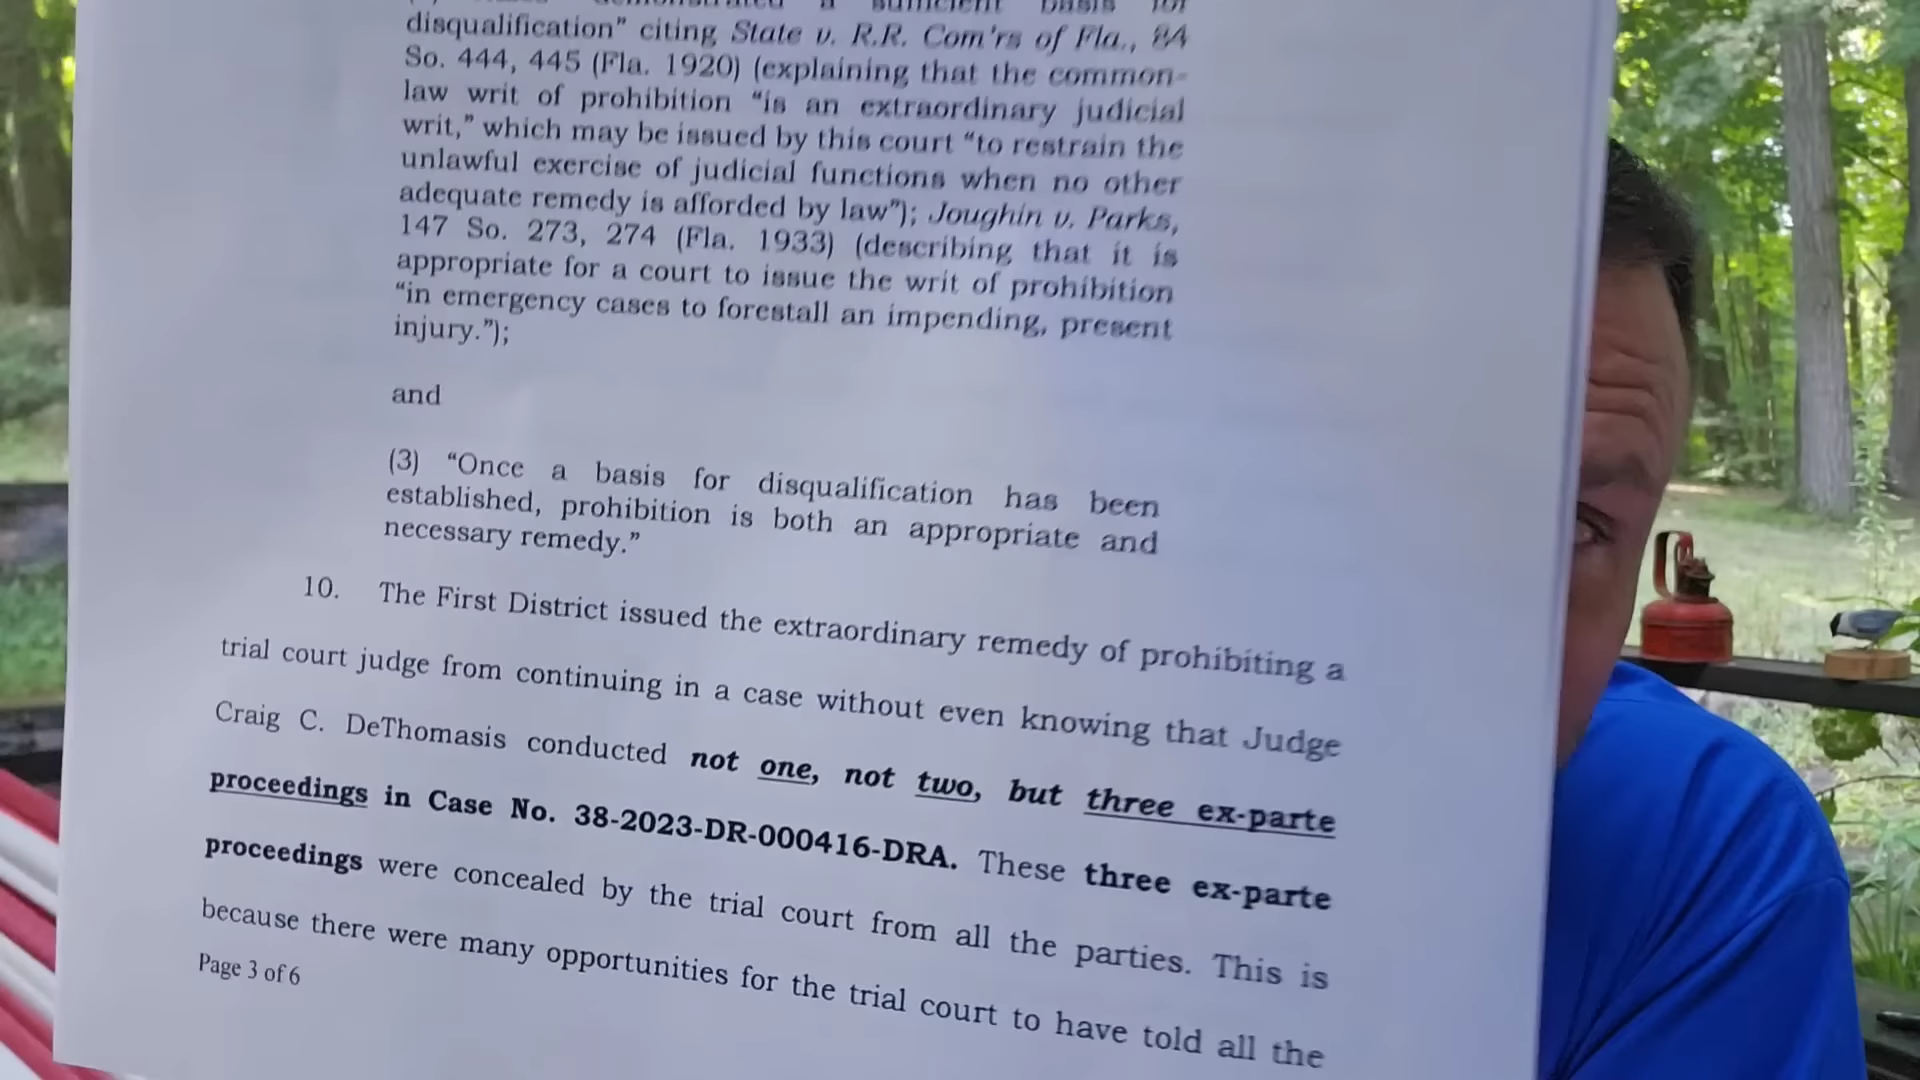 demonstrated a sufficient basis for
disqualification” citing State v. R.R. Com’rs of Fla., 84
So. 444, 445 (Fla. 1920) (explaining that the common-
law writ of prohibition “is an extraordinary judicial
writ,” which may be issued by this court “to restrain the
unlawful exercise of judicial functions when no other
adequate remedy is afforded by law”); Joughin v. Parks,
147 So. 273, 274 (Fla. 1933) (describing that it is
appropriate for a court to issue the writ of prohibition
“in emergency cases to forestall an impending, present
injury.”);
and
(3) “Once a basis for disqualification has been
established, prohibition is both an appropriate and
necessary remedy.”
10. The First District issued the extraordinary remedy of prohibiting a
trial court judge from continuing in a case without even knowing that Judge
Craig C. DeThomasis conducted not one, not two, but three ex-parte
proceedings in Case No. 38-2023-DR-000416-DRA. These three ex-parte
proceedings were concealed by the trial court from all the parties. This is
because there were many opportunities for the trial court to have told all the
Page 3 of 6